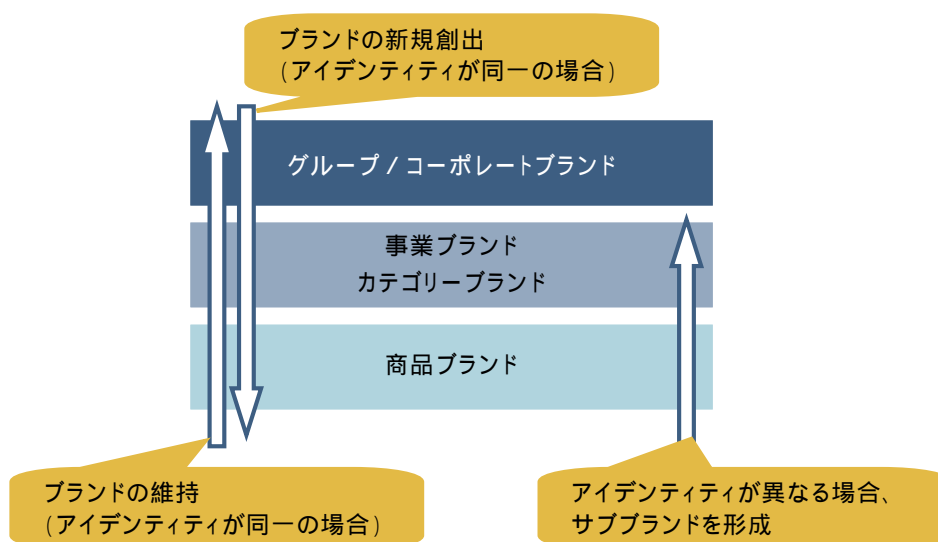 ブランドの新規創出
(アイデンティティが同一の場合)
グループ / コーポレートブランド
事業ブランド
カテゴリーブランド
商品ブランド
ブランドの維持
(アイデンティティが同一の場合)
アイデンティティが異なる場合、
サブブランドを形成